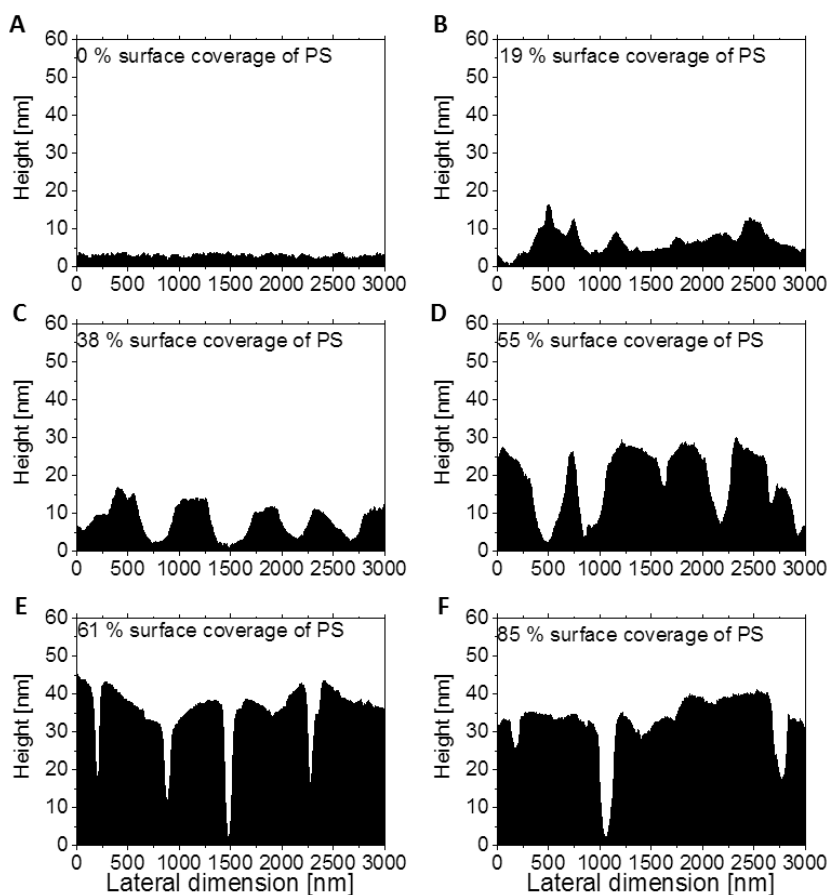 A
B
0 % surface coverage of PS
19 % surface coverage of PS
Height [nm]
60
50
40
30
20
10
0
0 500 1000 1500 2000 2500 3000
Height [nm]
60
50
40
30
20
10
0
0 500 1000 1500 2000 2500 3000
C
D
38 % surface coverage of PS
55 % surface coverage of PS
Height [nm]
60
50
40
30
20
10
0
0 500 1000 1500 2000 2500 3000
Height [nm]
60
50
40
30
20
10
0
0 500 1000 1500 2000 2500 3000
E
F
61 % surface coverage of PS
85 % surface coverage of PS
Height [nm]
60
50
40
30
20
10
0
0 500 1000 1500 2000 2500 3000
Lateral dimension [nm]
Height [nm]
60
50
40
30
20
10
0
0 500 1000 1500 2000 2500 3000
Lateral dimension [nm]